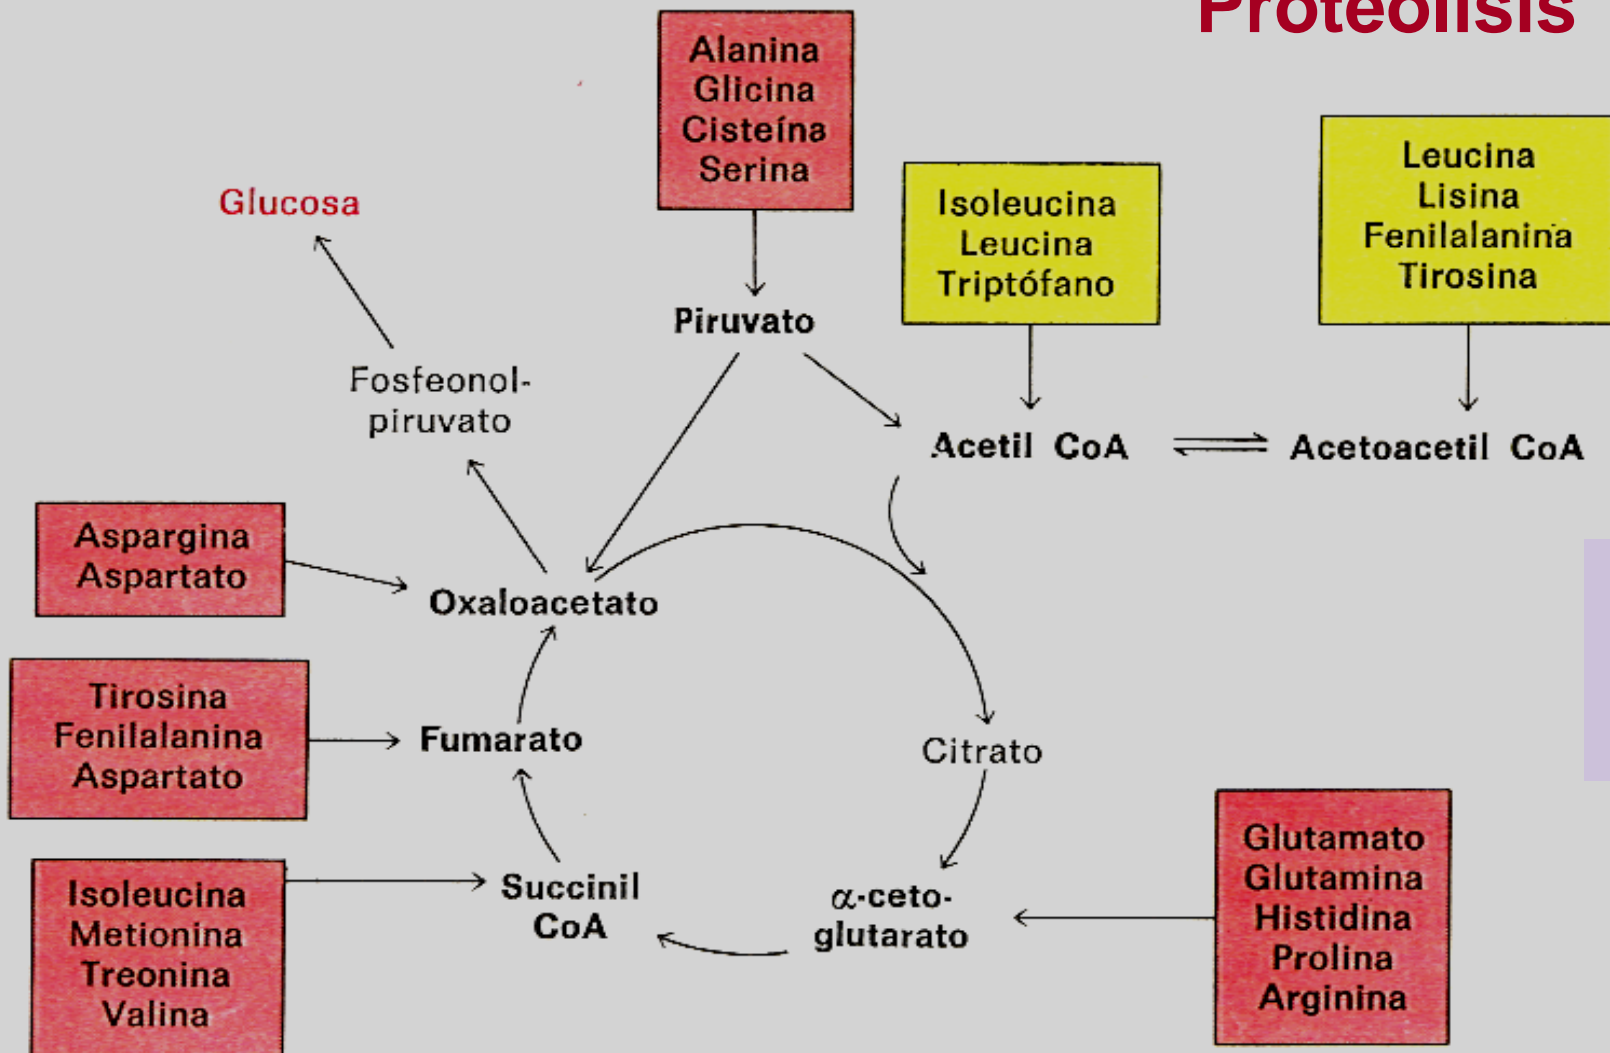 Proteolisis
Alanina
Glicina
Cisteína
Serina
Isoleucina
Leucina
Triptófano
Leucina
Lisina
Fenilalanina
Tirosina
Glucosa
Piruvato
Fosfeonol-
piruvato
Acetil CoA
Acetoacetil CoA
Aspargina
Aspartato
Oxaloacetato
Tirosina
Fenilalanina
Aspartato
Fumarato
Citrato
Isoleucina
Metionina
Treonina
Valina
Succinil
CoA
α-ceto-
glutarato
Glutamato
Glutamina
Histidina
Prolina
Arginina